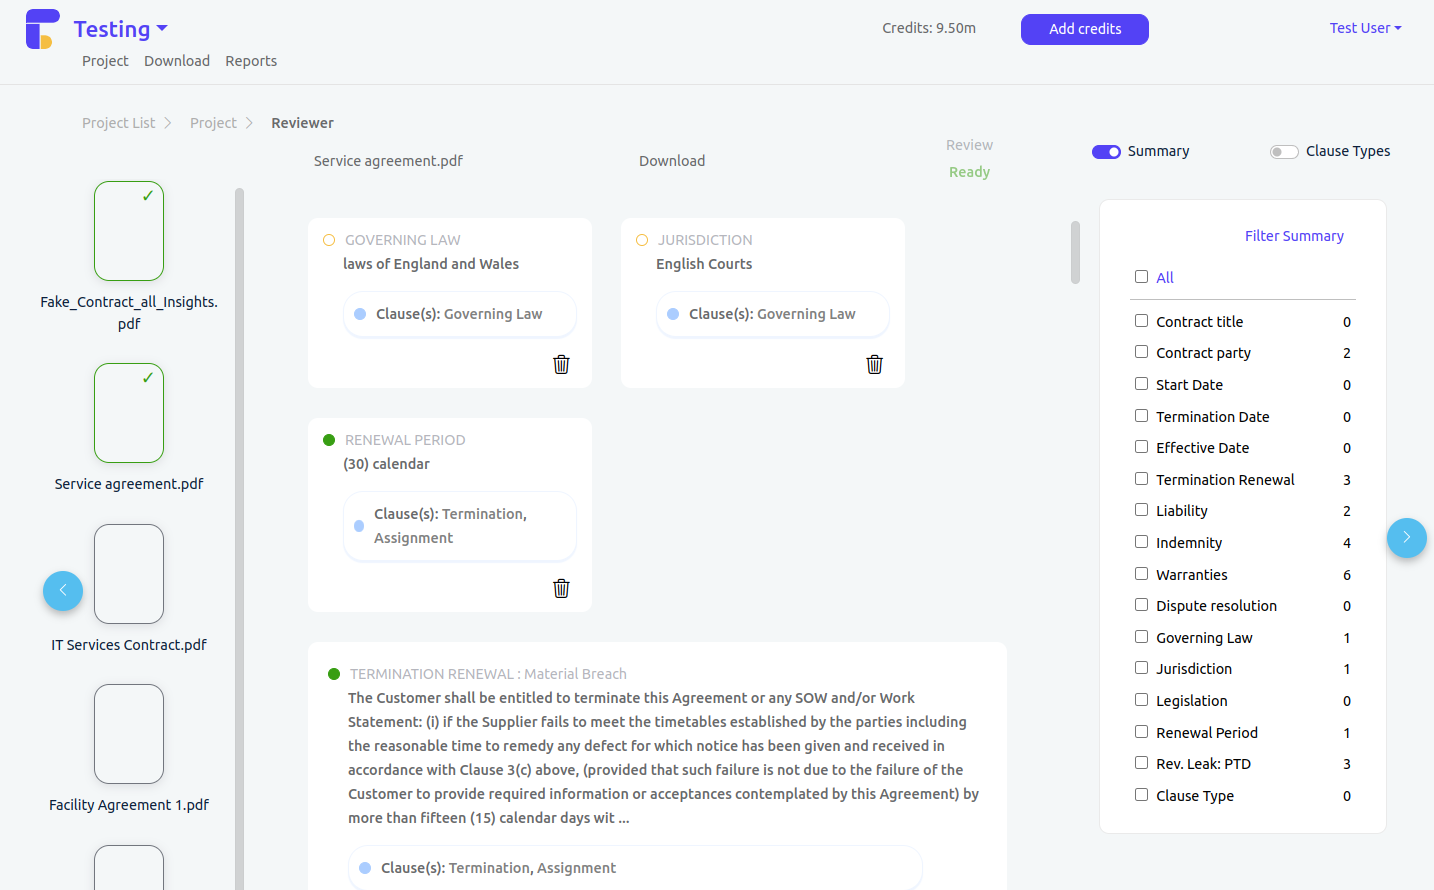 Testing
Credits: 9.50m
Add credits
Test User
Project Download Reports
Project List Project Reviewer
Service agreement.pdf
Download
Review
Ready
Summary
Clause Types
✓
Fake_Contract_all_Insights.
pdf
✓
Service agreement.pdf
IT Services Contract.pdf
Facility Agreement 1.pdf
GOVERNING LAW
laws of England and Wales
Clause(s): Governing Law
JURISDICTION
English Courts
Clause(s): Governing Law
RENEWAL PERIOD
(30) calendar
Clause(s): Termination,
Assignment
TERMINATION RENEWAL : Material Breach
The Customer shall be entitled to terminate this Agreement or any SOW and/or Work
Statement: (i) if the Supplier fails to meet the timetables established by the parties including
the reasonable time to remedy any defect for which notice has been given and received in
accordance with Clause 3(c) above, (provided that such failure is not due to the failure of the
Customer to provide required information or acceptances contemplated by this Agreement) by
more than fifteen (15) calendar days wit ...
Clause(s): Termination, Assignment
Filter Summary
All
Contract title 0
Contract party 2
Start Date 0
Termination Date 0
Effective Date 0
Termination Renewal 3
Liability 2
Indemnity 4
Warranties 6
Dispute resolution 0
Governing Law 1
Jurisdiction 1
Legislation 0
Renewal Period 1
Rev. Leak: PTD 3
Clause Type 0